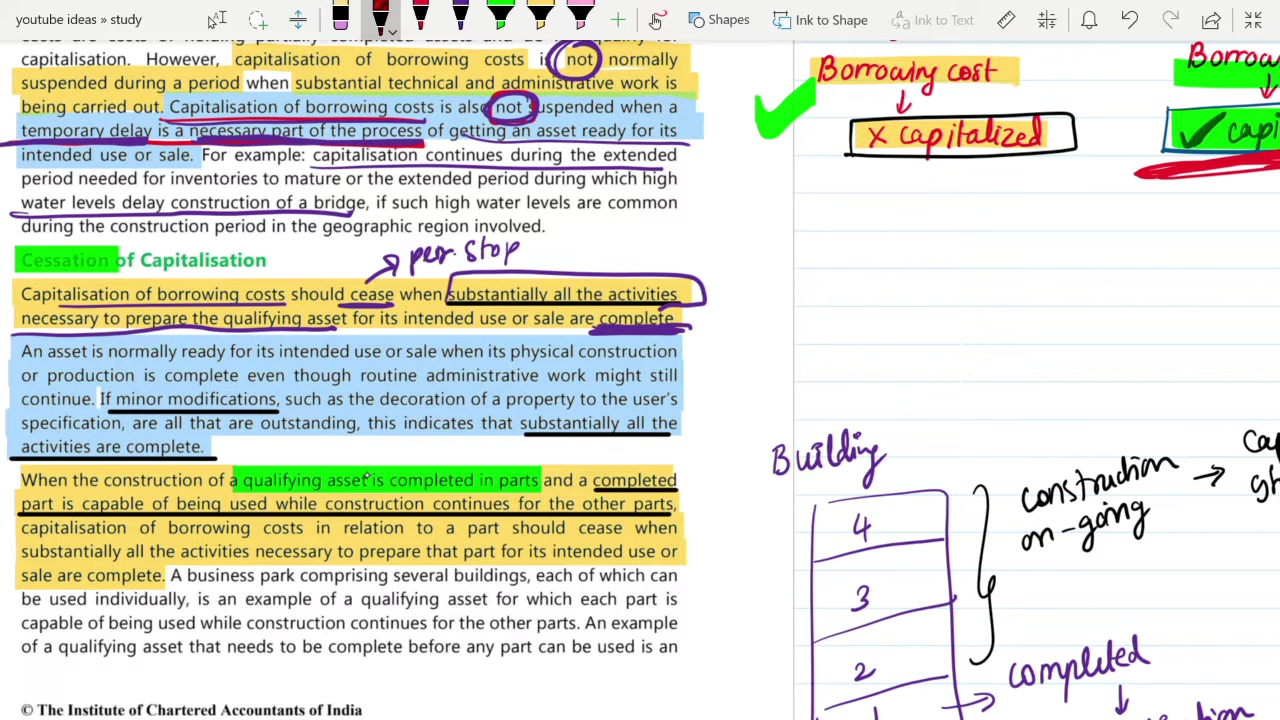 youtube ideas » study
Shapes
Ink to Shape
Ink to Text
capitalisation. However, capitalisation of borrowing costs is not normally
suspended during a period when substantial technical and administrative work is
being carried out. Capitalisation of borrowing costs is also not suspended when a
temporary delay is a necessary part of the process of getting an asset ready for its
intended use or sale. For example: capitalisation continues during the extended
period needed for inventories to mature or the extended period during which high
water levels delay construction of a bridge, if such high water levels are common
during the construction period in the geographic region involved.
per. stop
Cessation of Capitalisation
Capitalisation of borrowing costs should cease when substantially all the activities
necessary to prepare the qualifying asset for its intended use or sale are complete.
An asset is normally ready for its intended use or sale when its physical construction
or production is complete even though routine administrative work might still
continue. If minor modifications, such as the decoration of a property to the user's
specification, are all that are outstanding, this indicates that substantially all the
activities are complete.
When the construction of a qualifying asset is completed in parts and a completed
part is capable of being used while construction continues for the other parts,
capitalisation of borrowing costs in relation to a part should cease when
substantially all the activities necessary to prepare that part for its intended use or
sale are complete. A business park comprising several buildings, each of which can
be used individually, is an example of a qualifying asset for which each part is
capable of being used while construction continues for the other parts. An example
of a qualifying asset that needs to be complete before any part can be used is an
© The Institute of Chartered Accountants of India
Borrowing cost
X capitalized
Borrowi
capi
Building
4
3
2
1
construction
on-going
completed